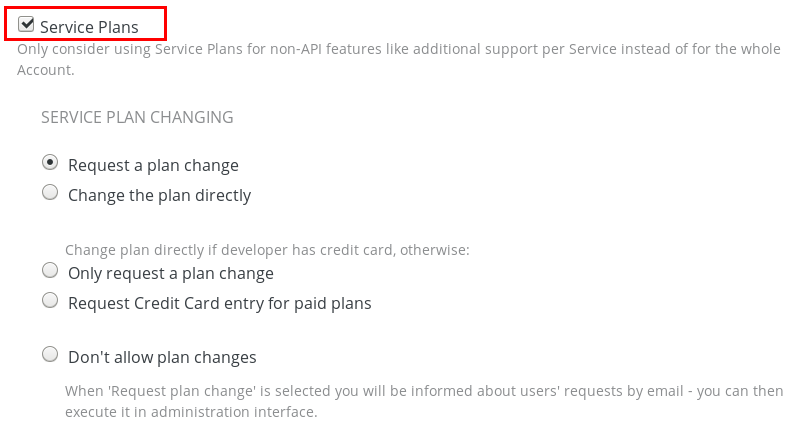 Service Plans
Only consider using Service Plans for non-API features like additional support per Service instead of for the whole
Account.
SERVICE PLAN CHANGING
Request a plan change
Change the plan directly
Change plan directly if developer has credit card, otherwise:
Only request a plan change
Request Credit Card entry for paid plans
Don't allow plan changes
When 'Request plan change' is selected you will be informed about users' requests by email - you can then
execute it in administration interface.